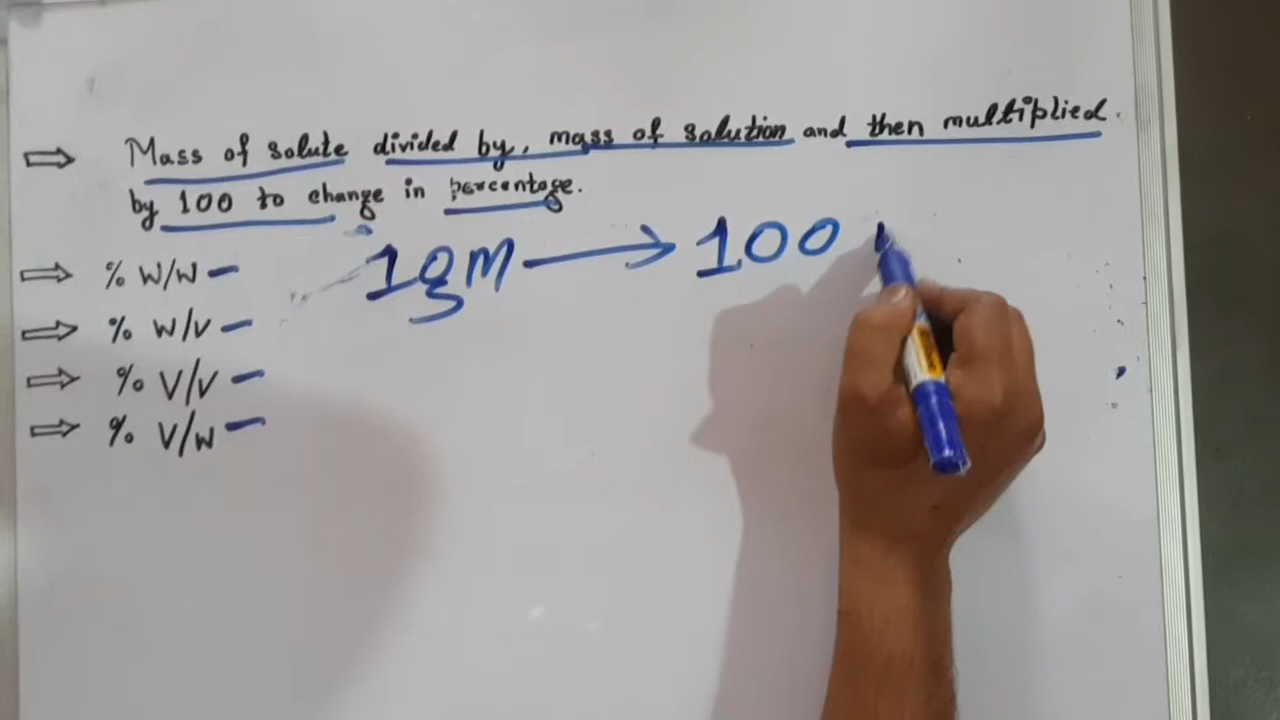 ⇒ Mass of solute divided by, mass of solution and then multiplied.
by 100 to change in percentage.
1gm → 100
⇒ % W/W -
⇒ % W/V -
⇒ % V/V -
⇒ % V/W -